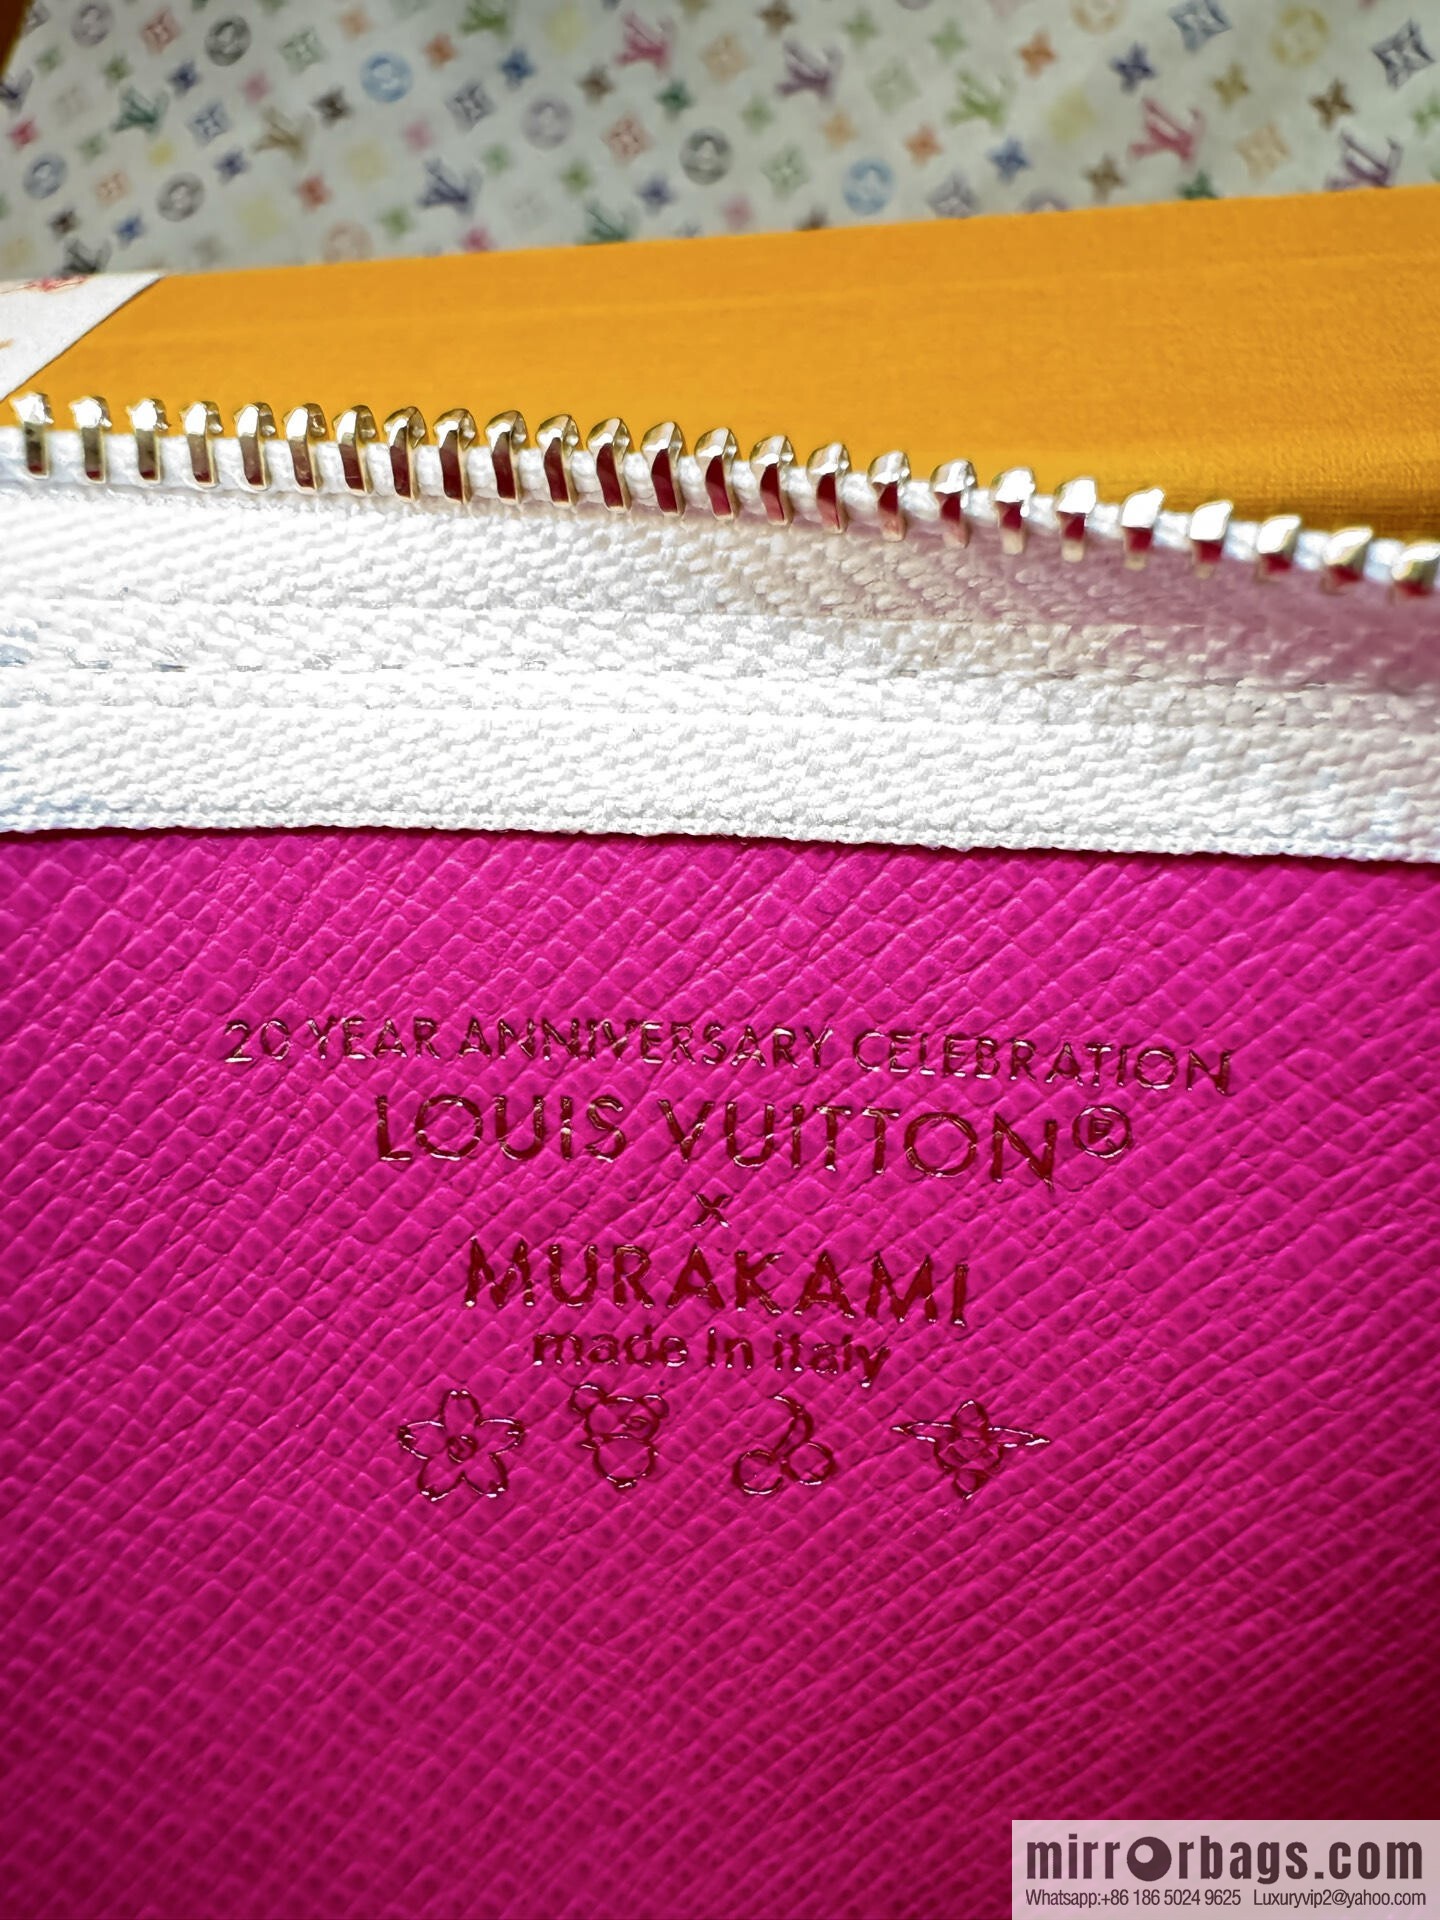 20 YEAR ANNIVERSARY CELEBRATION
LOUIS VUITTON®
x
MURAKAMI
made in italy
mirrorbags.com
Whatsapp:+86 186 5024 9625 Luxuryvip2@yahoo.com